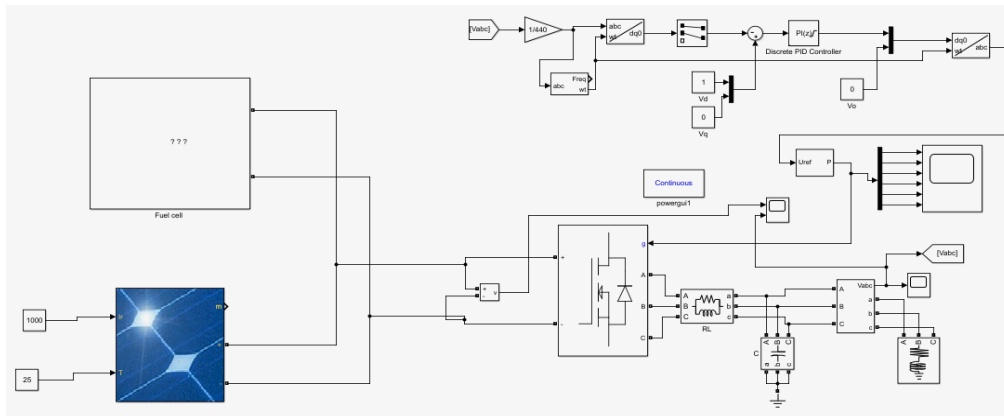 [Vabc]
1/440
abc
wt
dq0
abc
Freq
wt
PI(z)
Discrete PID Controller
1
Vd
0
Vq
0
Vo
dq0
wt
abc
? ? ?
Fuel cell
Continuous
powergui1
Uref
P
[Vabc]
g
+
-
A
B
C
+
-
v
A
B
C
a
b
c
RL
A
B
C
Vabc
a
b
c
C
A
B
C
a
b
c
A
B
C
1000
25
T
m